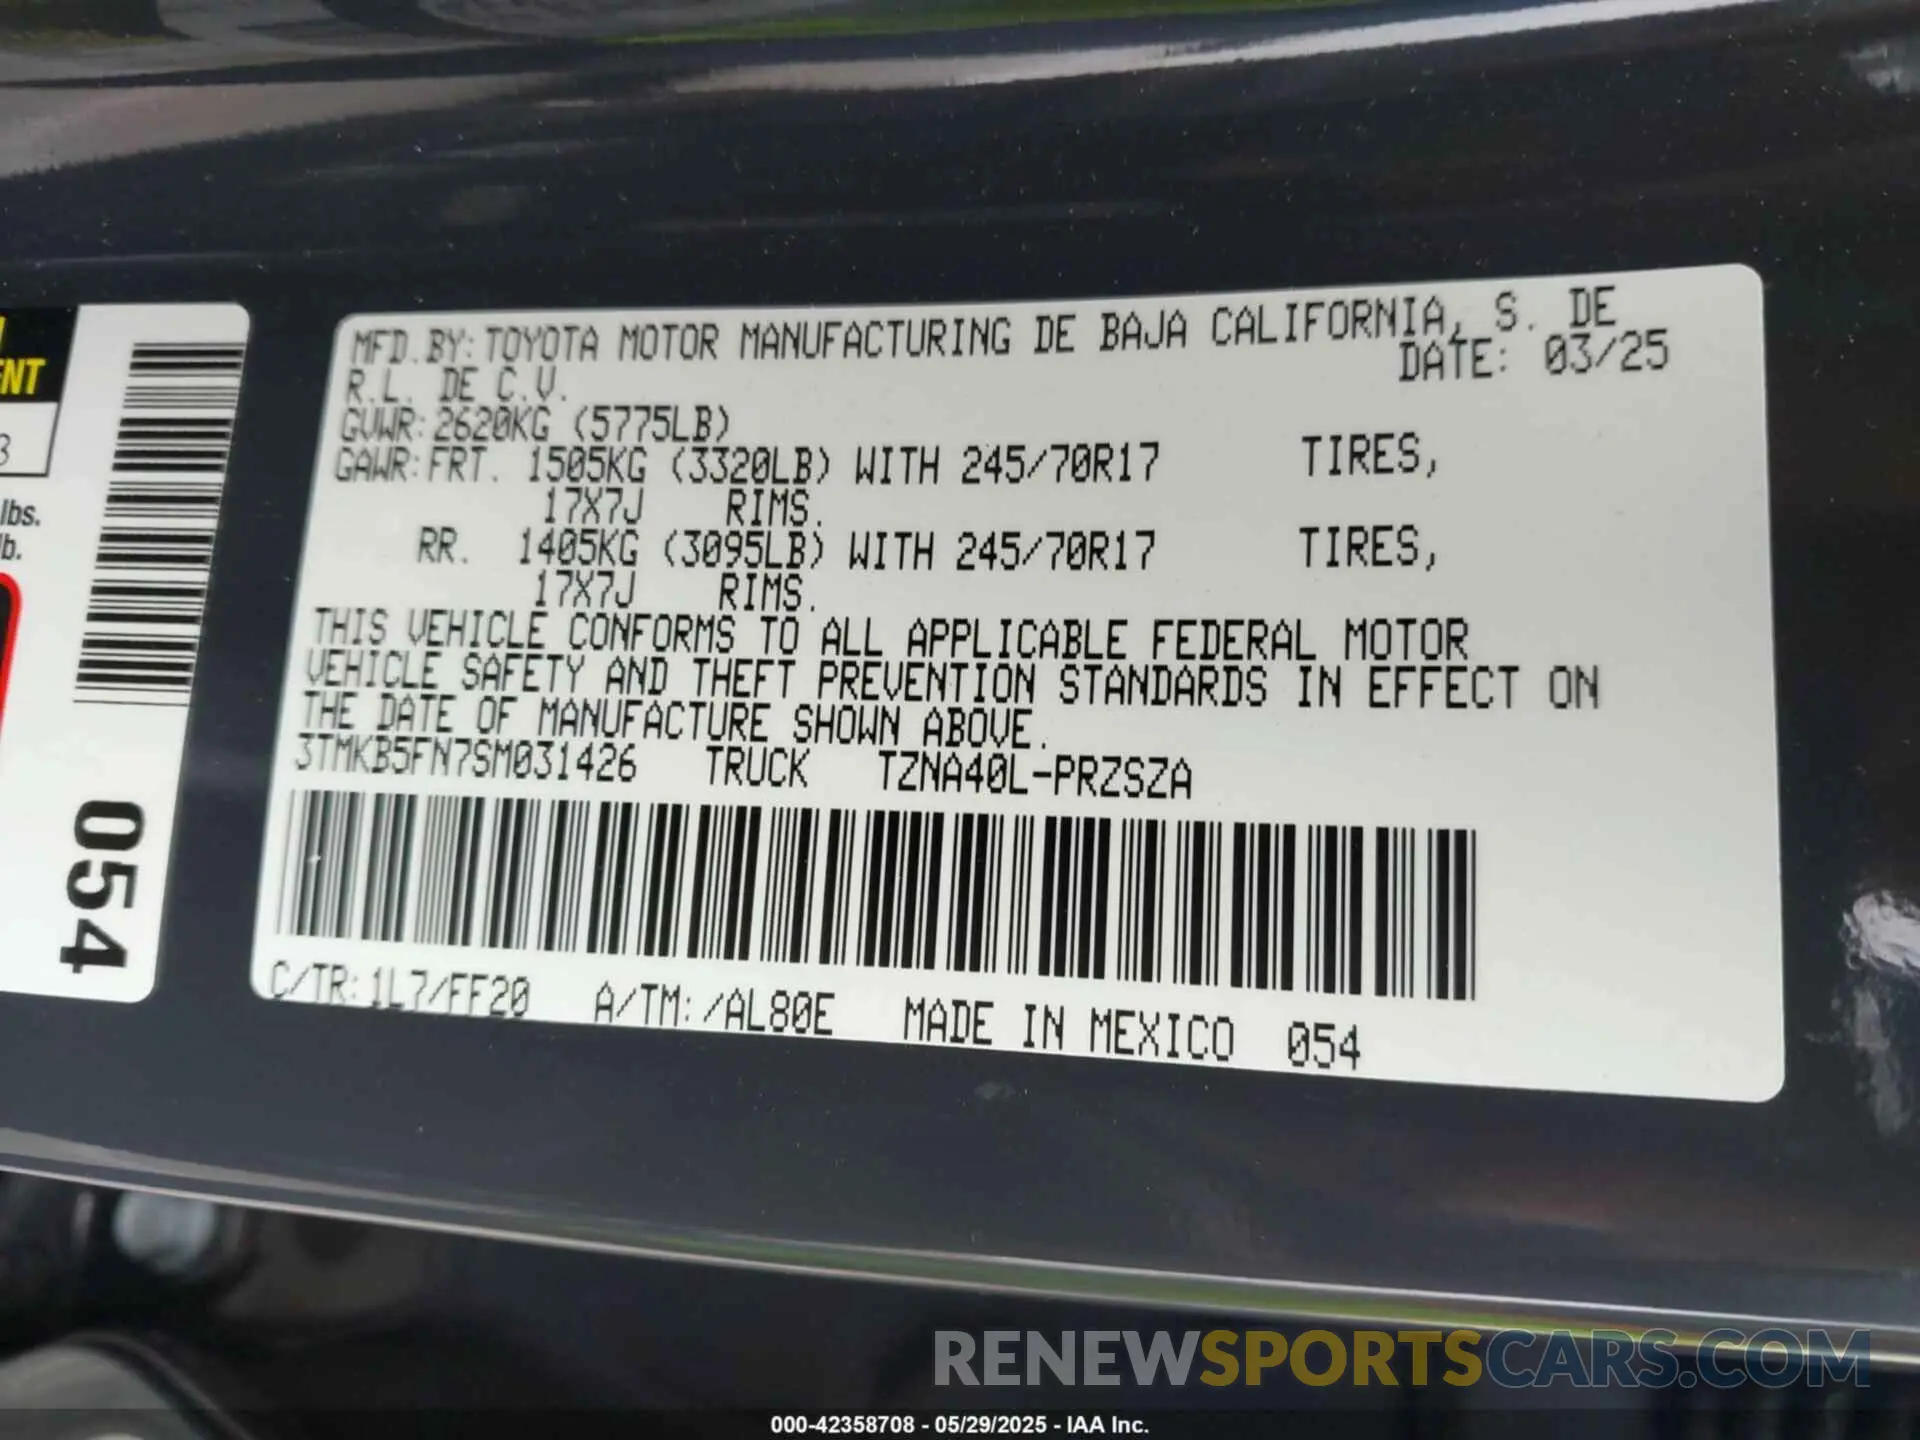 MFD.BY:TOYOTA MOTOR MANUFACTURING DE BAJA CALIFORNIA, S. DE
R.L. DE C.V. DATE: 03/25
GVWR:2620KG (5775LB)
GAWR:FRT. 1505KG (3320LB) WITH 245/70R17 TIRES,
17X7J RIMS.
RR. 1405KG (3095LB) WITH 245/70R17 TIRES,
17X7J RIMS.
THIS VEHICLE CONFORMS TO ALL APPLICABLE FEDERAL MOTOR
VEHICLE SAFETY AND THEFT PREVENTION STANDARDS IN EFFECT ON
THE DATE OF MANUFACTURE SHOWN ABOVE.
3TMKB5FN7SM031426 TRUCK TZNA40L-PRZSZA
C/TR:1L7/FF20 A/TM:/AL80E MADE IN MEXICO 054
lbs.
lb.
054
RENEWSPORTSCARS.COM
000-42358708 - 05/29/2025 - IAA Inc.